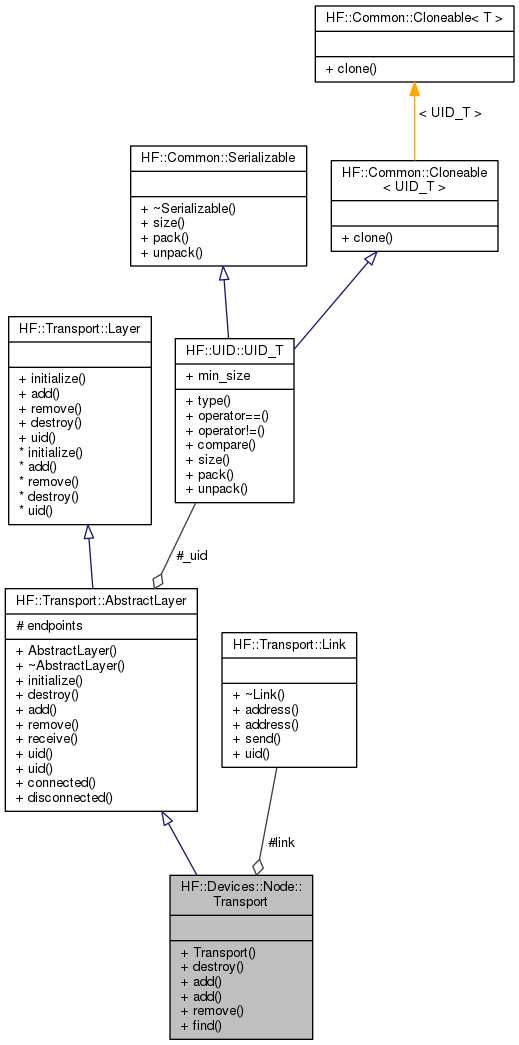 HF::Common::Cloneable< T >
+ clone()
< UID_T >
HF::Common::Serializable
+ ~Serializable()
+ size()
+ pack()
+ unpack()
HF::Common::Cloneable
< UID_T >
+ clone()
HF::Transport::Layer
+ initialize()
+ add()
+ remove()
+ destroy()
+ uid()
* initialize()
* add()
* remove()
* destroy()
* uid()
HF::UID::UID_T
+ min_size
+ type()
+ operator==()
+ operator!=()
+ compare()
+ size()
+ pack()
+ unpack()
#_uid
HF::Transport::AbstractLayer
# endpoints
+ AbstractLayer()
+ ~AbstractLayer()
+ initialize()
+ destroy()
+ add()
+ remove()
+ receive()
+ uid()
+ uid()
+ connected()
+ disconnected()
HF::Transport::Link
+ ~Link()
+ address()
+ address()
+ send()
+ uid()
#link
HF::Devices::Node::
Transport
+ Transport()
+ destroy()
+ add()
+ add()
+ remove()
+ find()